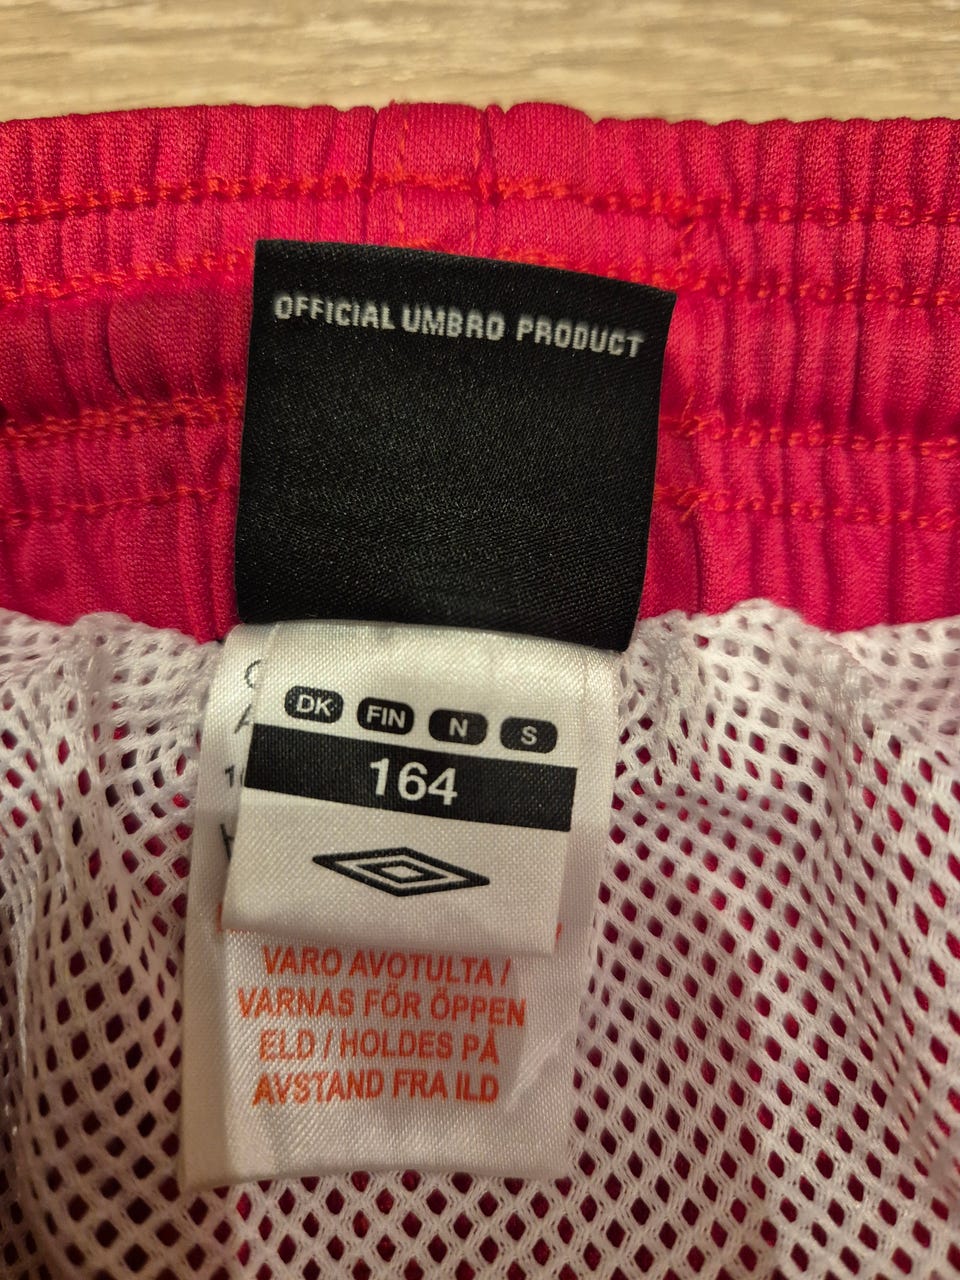 OFFICIAL UMBRO PRODUCT
DK FIN N S
164
VARO AVOTULTA /
VARNAS FÖR ÖPPEN
ELD / HOLDES PÅ
AVSTAND FRA ILD